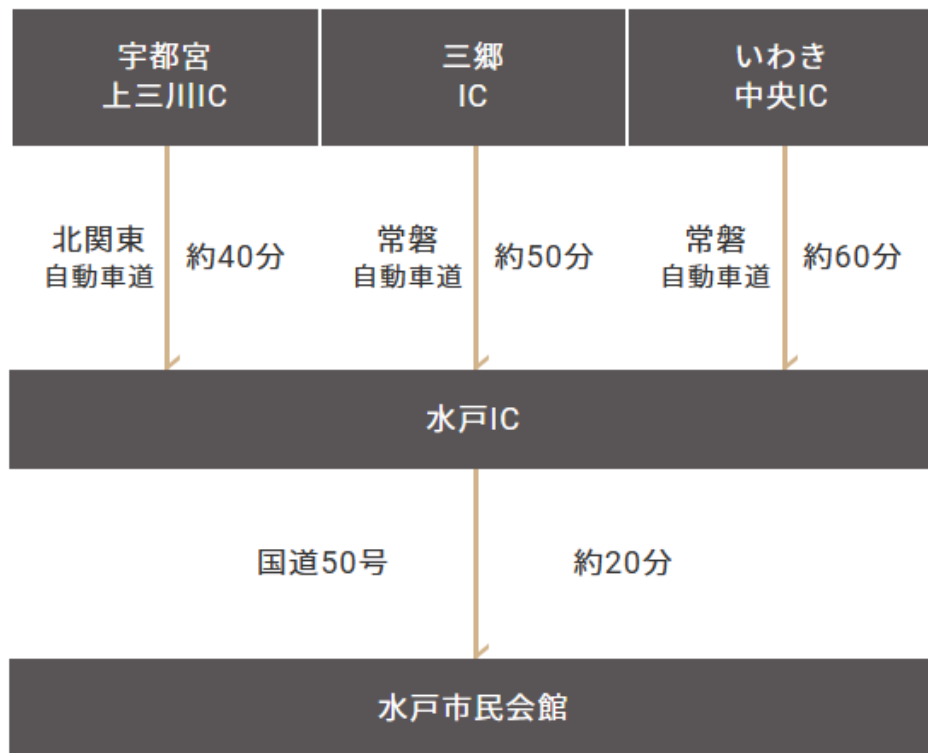 宇都宮
上三川IC
三郷
IC
いわき
中央IC
北関東
自動車道
約40分
常磐
自動車道
約50分
常磐
自動車道
約60分
水戸IC
国道50号
約20分
水戸市民会館